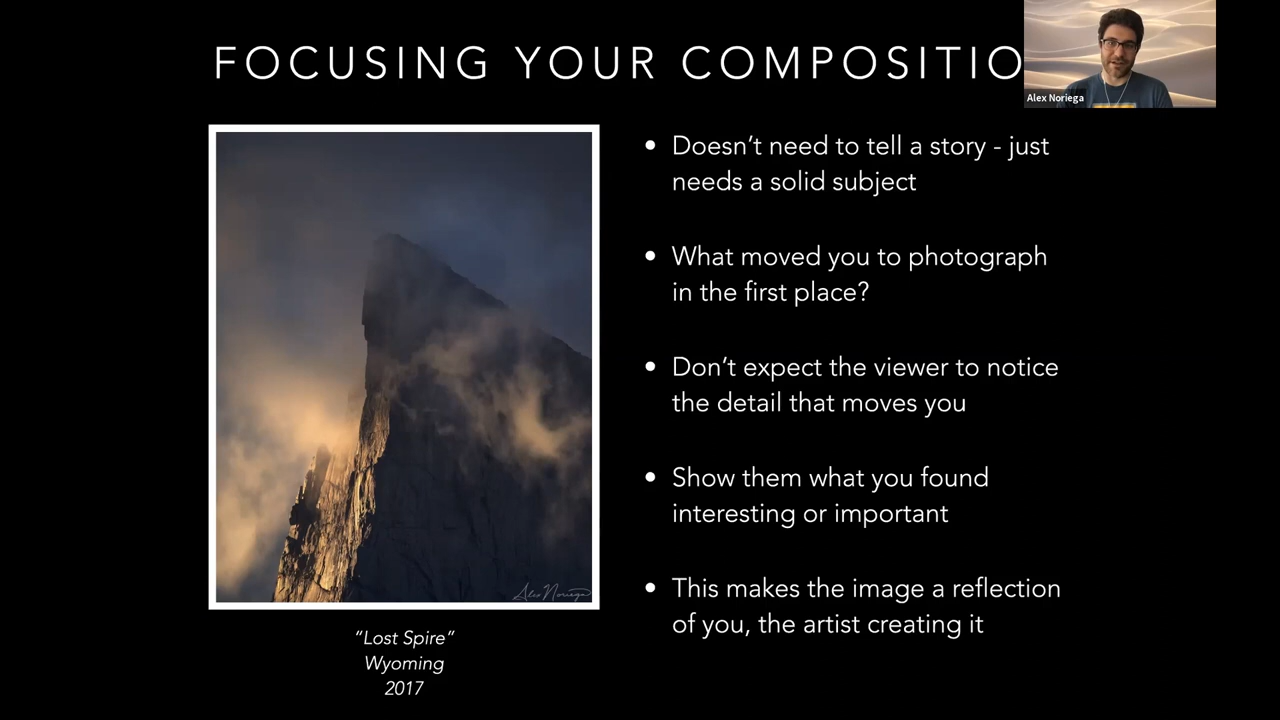 FOCUSING YOUR COMPOSITIO
Alex Noriega
• Doesn’t need to tell a story - just
needs a solid subject
• What moved you to photograph
in the first place?
• Don’t expect the viewer to notice
the detail that moves you
• Show them what you found
interesting or important
• This makes the image a reflection
of you, the artist creating it
Alex Noriega
“Lost Spire”
Wyoming
2017